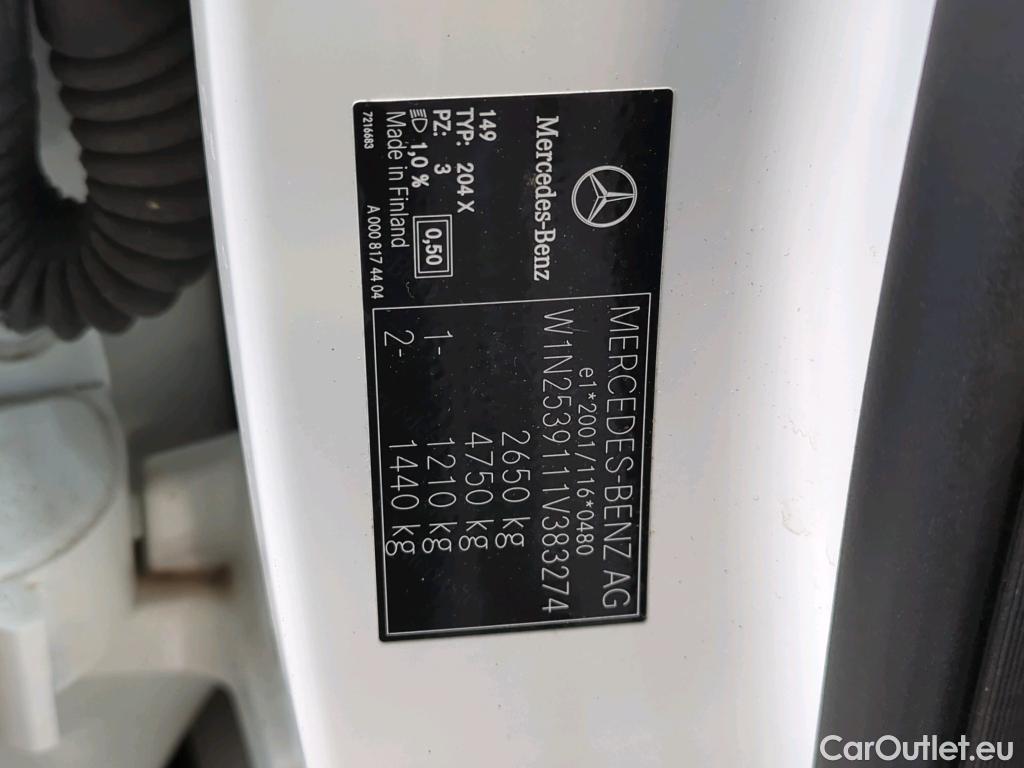 Mercedes-Benz
149
TYP: 204 X
PZ: 3
1,0 %
0,50
Made in Finland
7216683
A 000 817 44 04
MERCEDES-BENZ AG
e1*2001/116*0480
W1N2539111V383274
2650 kg
4750 kg
1- 1210 kg
2- 1440 kg
CarOutlet.eu